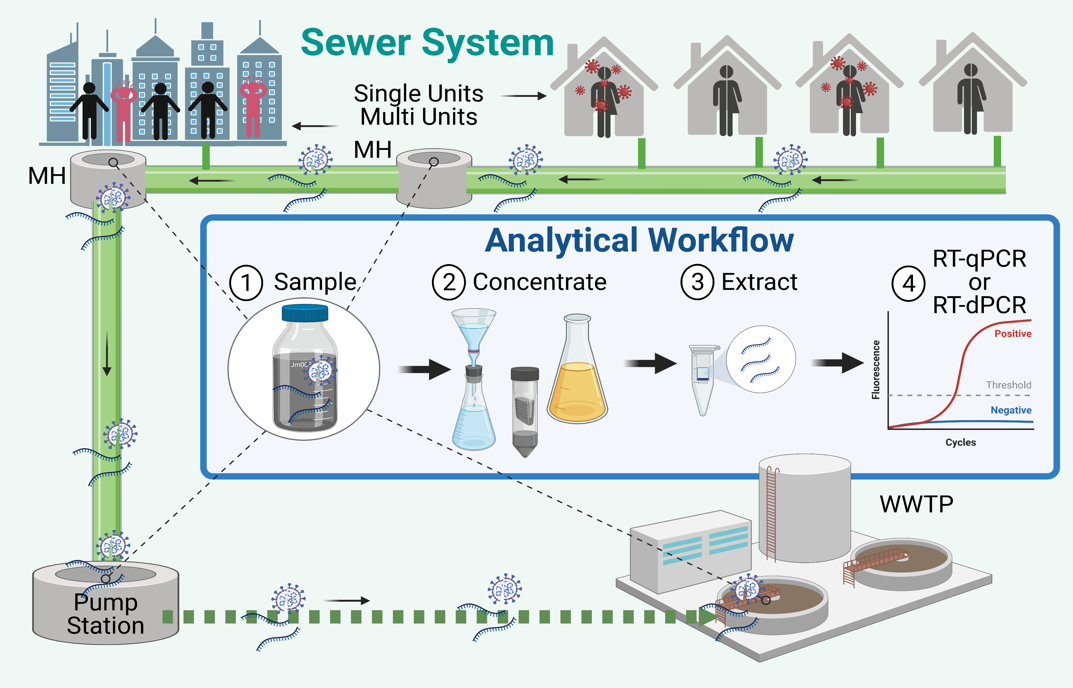 Sewer System
Single Units
Multi Units
MH
MH
Analytical Workflow
1 Sample
2 Concentrate
3 Extract
4 RT-qPCR
or
RT-dPCR
Positive
Threshold
Negative
Fluorescence
Cycles
WWTP
Pump
Station